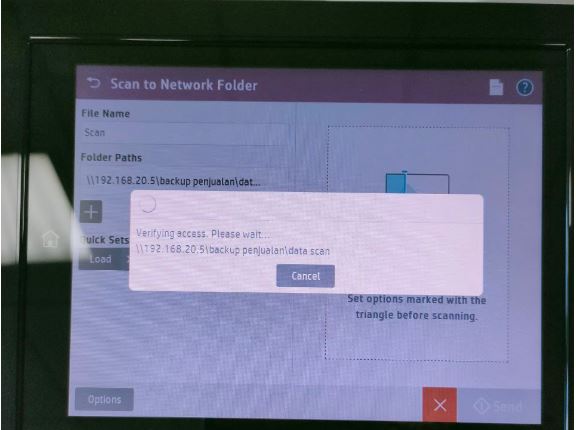 Scan to Network Folder
File Name
Scan
Folder Paths
\\192.168.20.5\backup penjualan\dat...
Verifying access. Please wait...
\\192.168.20.5\backup penjualan\data scan
Cancel
Quick Sets
Load
Set options marked with the
triangle before scanning.
Options
Send